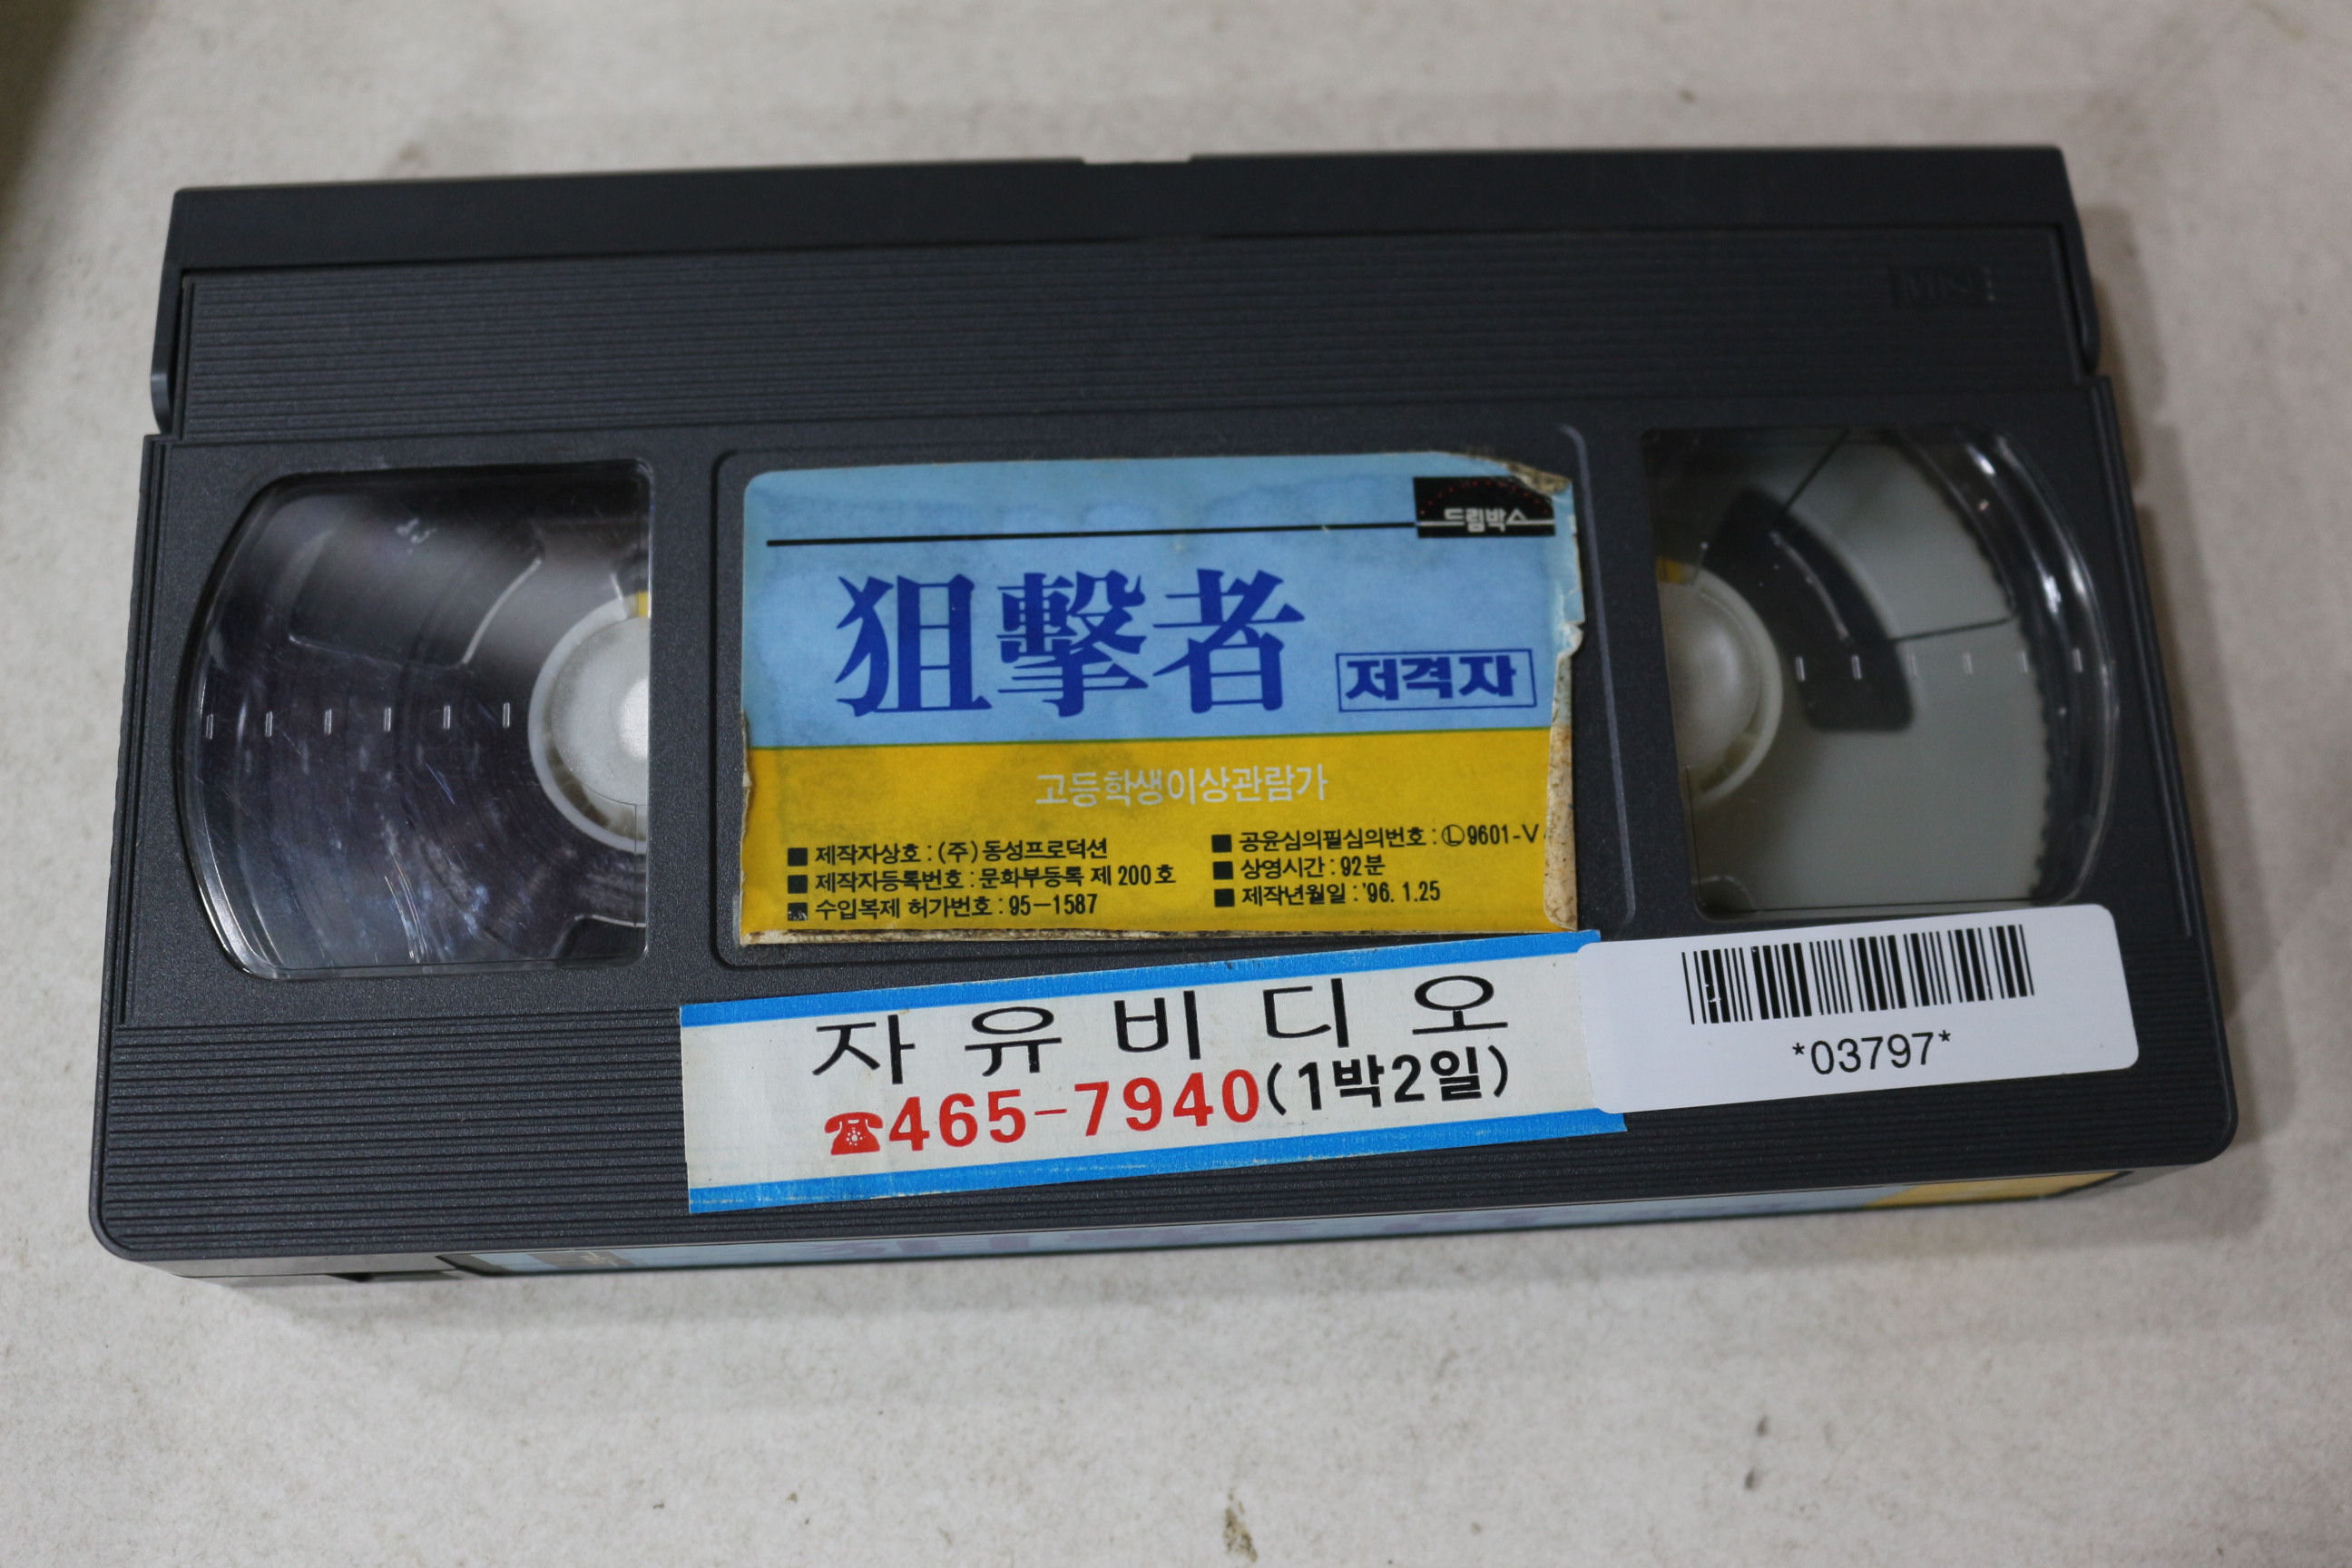 드림박스
狙擊者 저격자
고등학생이상관람가
■ 제작자상호 : (주) 동성프로덕션
■ 제작자등록번호 : 문화부등록 제 200 호
■ 수입복제 허가번호 : 95-1587
■ 공윤심의필심의번호 : Ⓛ9601-V
■ 상영시간 : 92분
■ 제작년월일 : '96. 1. 25
자유비디오
☎465-7940(1박2일)
*03797*